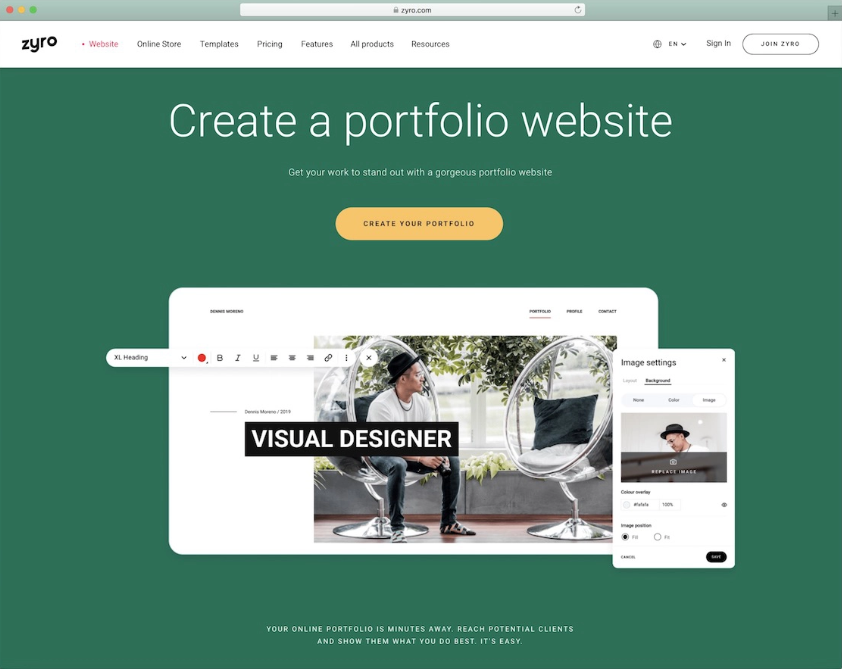 zyro.com
zyro
Website
Online Store
Templates
Pricing
Features
All products
Resources
EN
Sign In
JOIN ZYRO
Create a portfolio website
Get your work to stand out with a gorgeous portfolio website
CREATE YOUR PORTFOLIO
DENNIS MORENO
PORTFOLIO
PROFILE
CONTACT
XL Heading
B
I
U
Dennis Moreno / 2019
VISUAL DESIGNER
Image settings
Layout
Background
None
Color
Image
REPLACE IMAGE
Colour overlay
#fafafa
100%
Image position
Fill
Fit
CANCEL
SAVE
YOUR ONLINE PORTFOLIO IS MINUTES AWAY. REACH POTENTIAL CLIENTS
AND SHOW THEM WHAT YOU DO BEST. IT'S EASY.